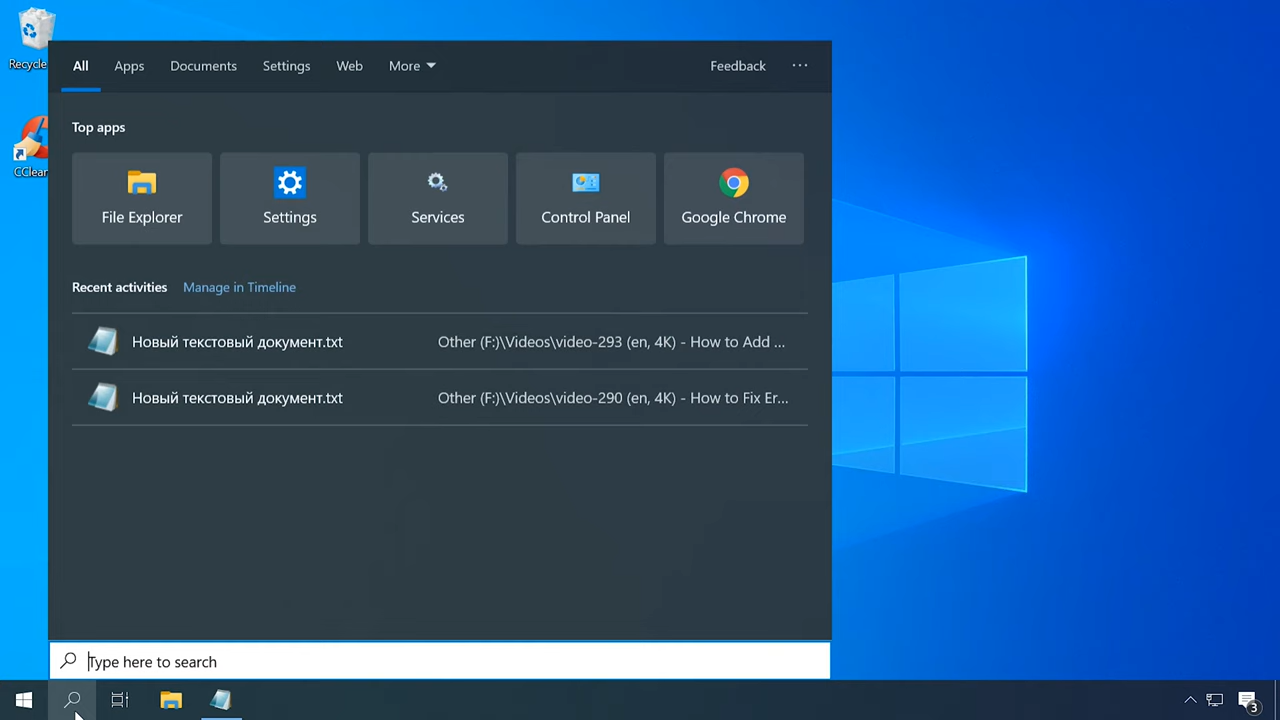 Recycle
CClear
All
Apps
Documents
Settings
Web
More
Feedback
Top apps
File Explorer
Settings
Services
Control Panel
Google Chrome
Recent activities
Manage in Timeline
Новый текстовый документ.txt
Other (F:)\Videos\video-293 (en, 4K) - How to Add ...
Новый текстовый документ.txt
Other (F:)\Videos\video-290 (en, 4K) - How to Fix Er...
Type here to search
3